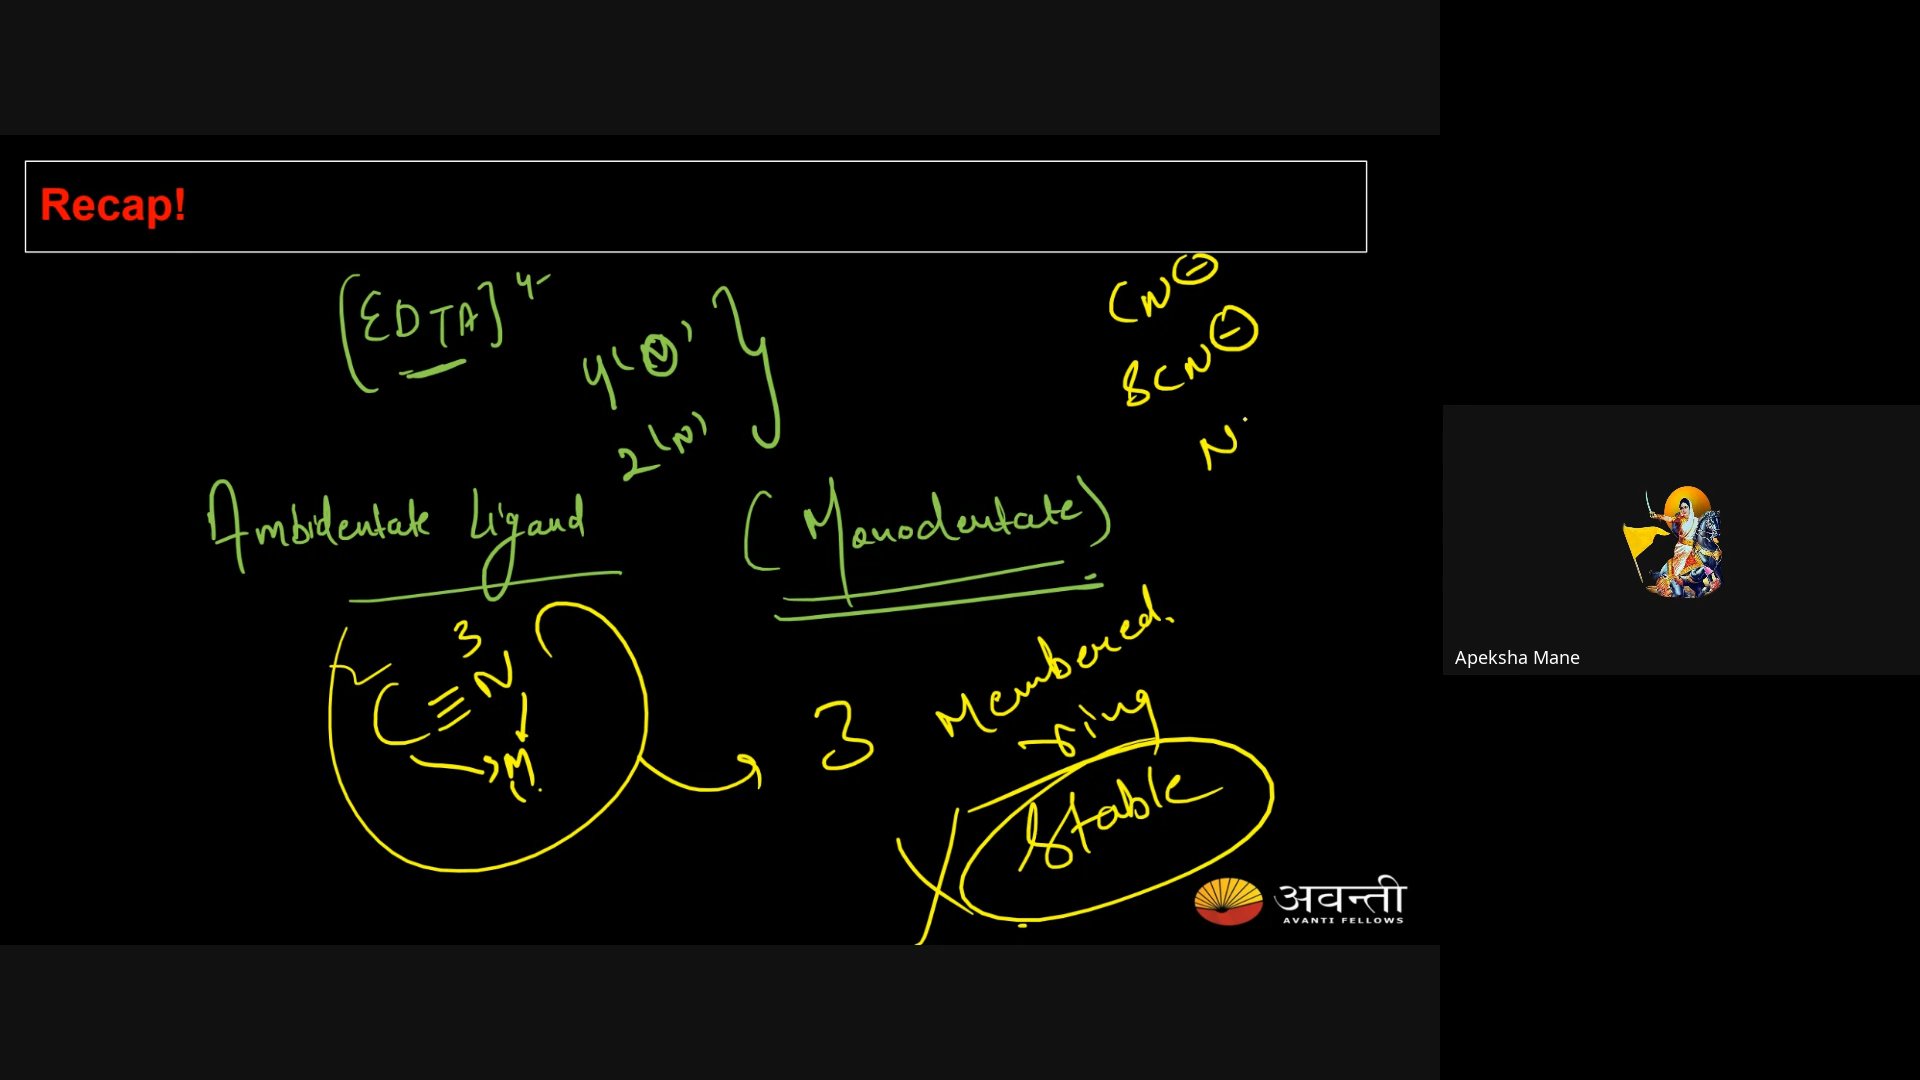 Recap!
[EDTA]4-
CN⊖
SCN⊖
N
2(N)
Ambidentate Ligand (Monodentate)
3
C≡N
M
3 Membered
ring
Stable
अवन्ती
AVANTI FELLOWS
Apeksha Mane